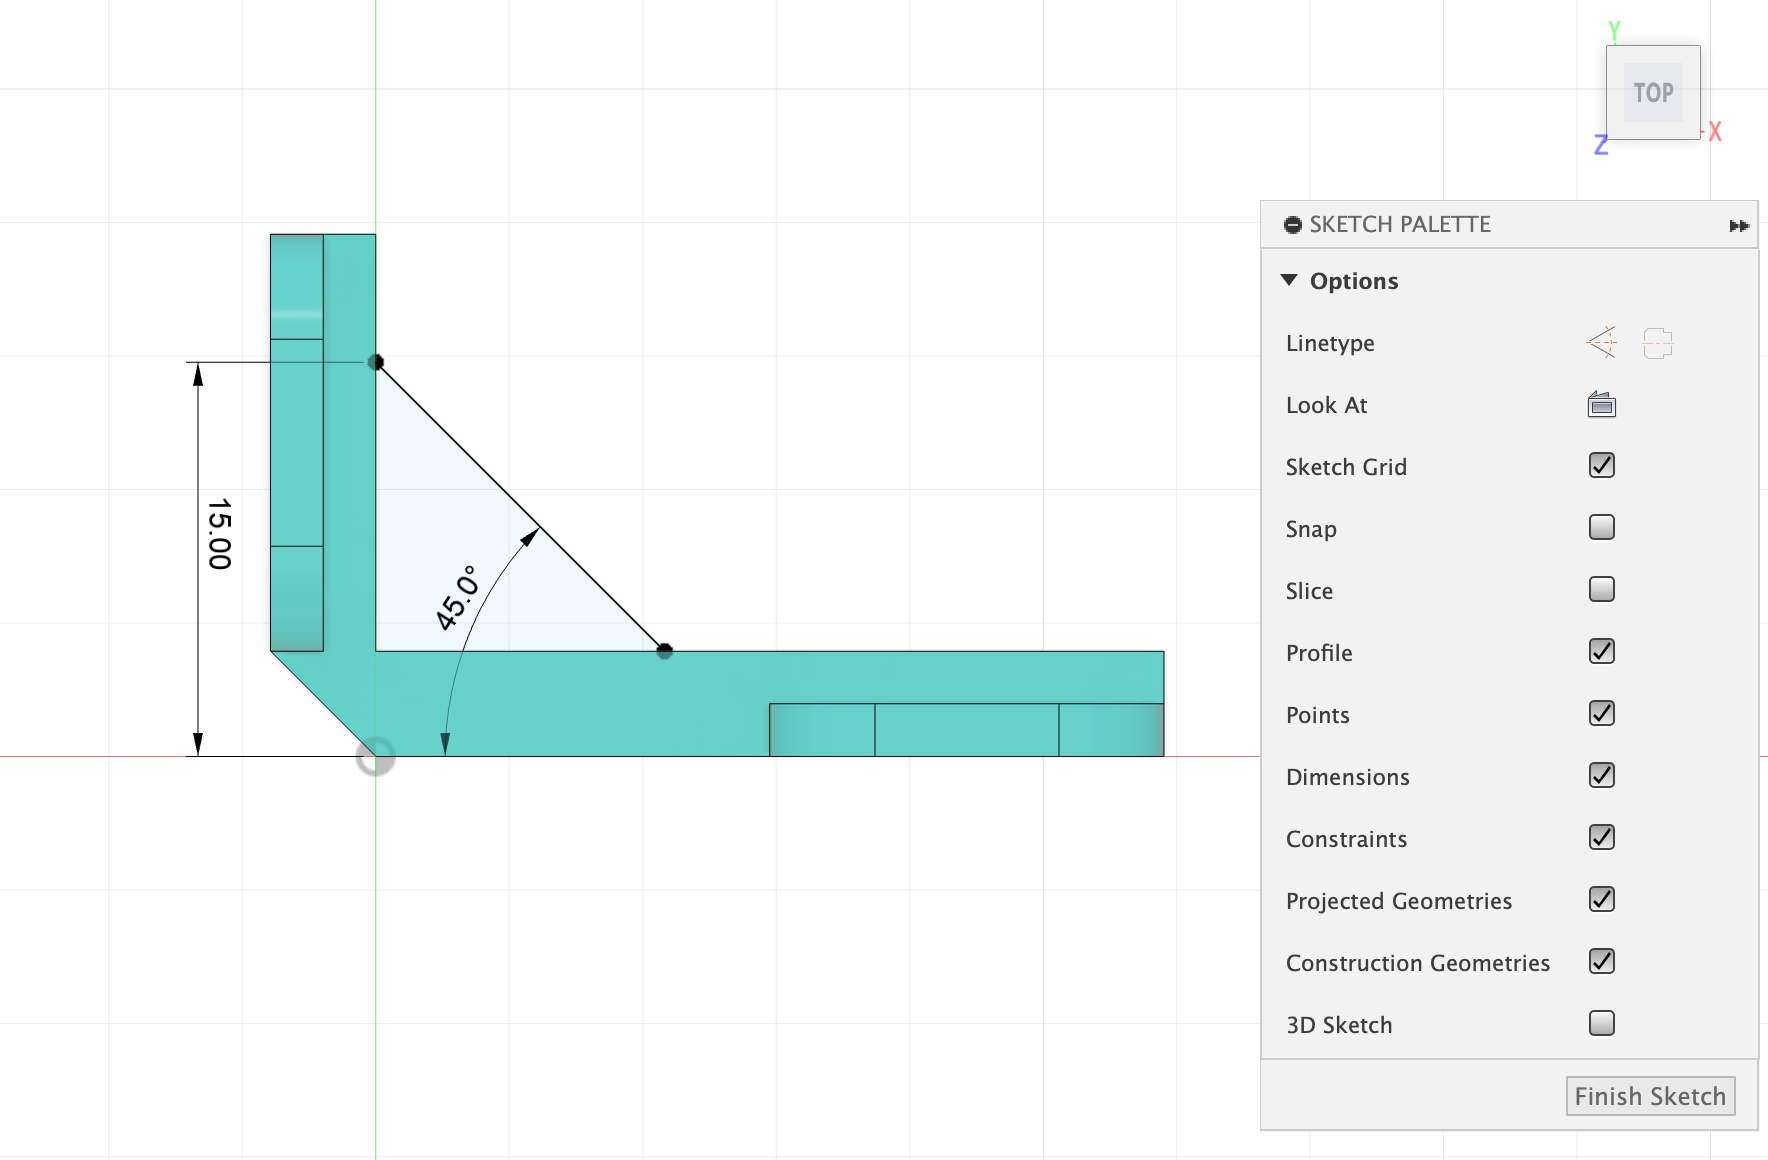 Y
TOP
X
Z
SKETCH PALETTE
Options
Linetype
Look At
Sketch Grid
Snap
Slice
Profile
Points
Dimensions
Constraints
Projected Geometries
Construction Geometries
3D Sketch
Finish Sketch
15.00
45.0°